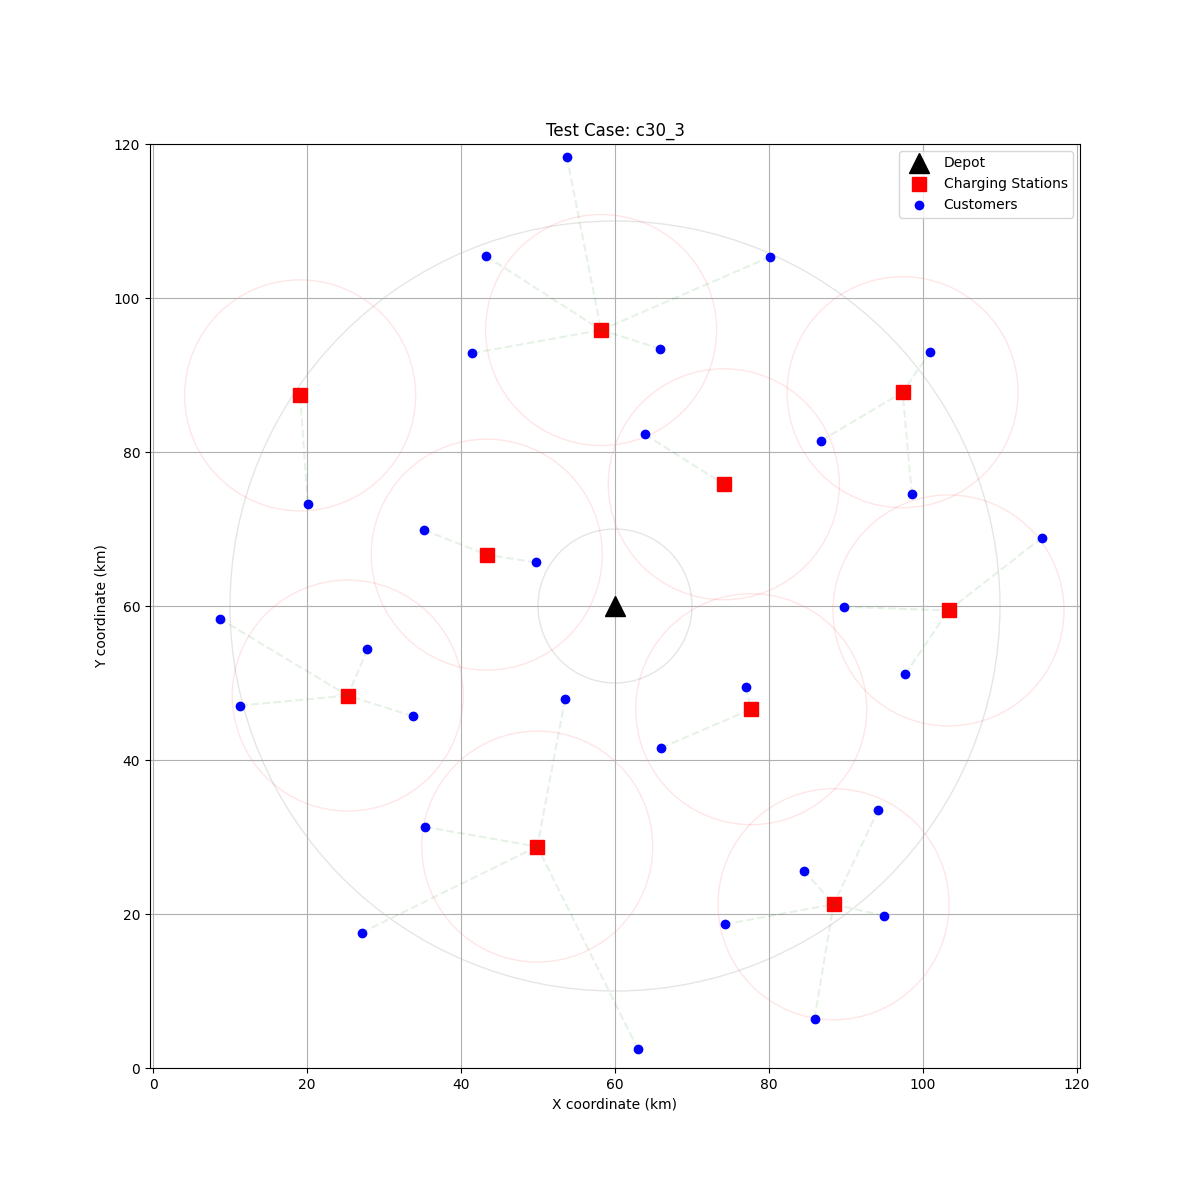 Test Case: c30_3
Depot
Charging Stations
Customers
120
100
80
60
40
20
0
Y coordinate (km)
0 20 40 60 80 100 120
X coordinate (km)